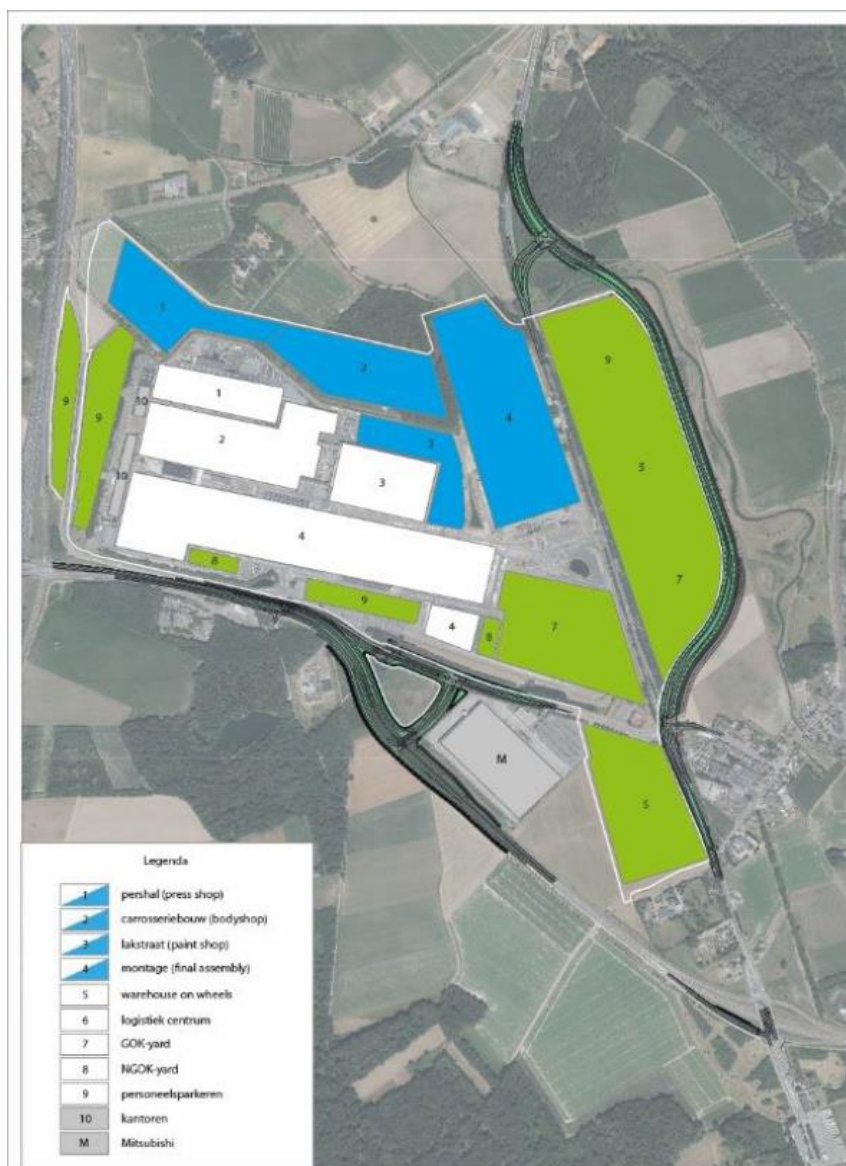 1
9
2
1
9
10
9
4
2
3
5
10
3
4
8
7
9
4
7
8
M
5
Legenda
1 pershal (press shop)
2 carrosseriebouw (bodyshop)
3 lakstraat (paint shop)
4 montage (final assembly)
5 warehouse on wheels
6 logistiek centrum
7 GOK-yard
8 NGOK-yard
9 personeelsparkeren
10 kantoren
M Mitsubishi